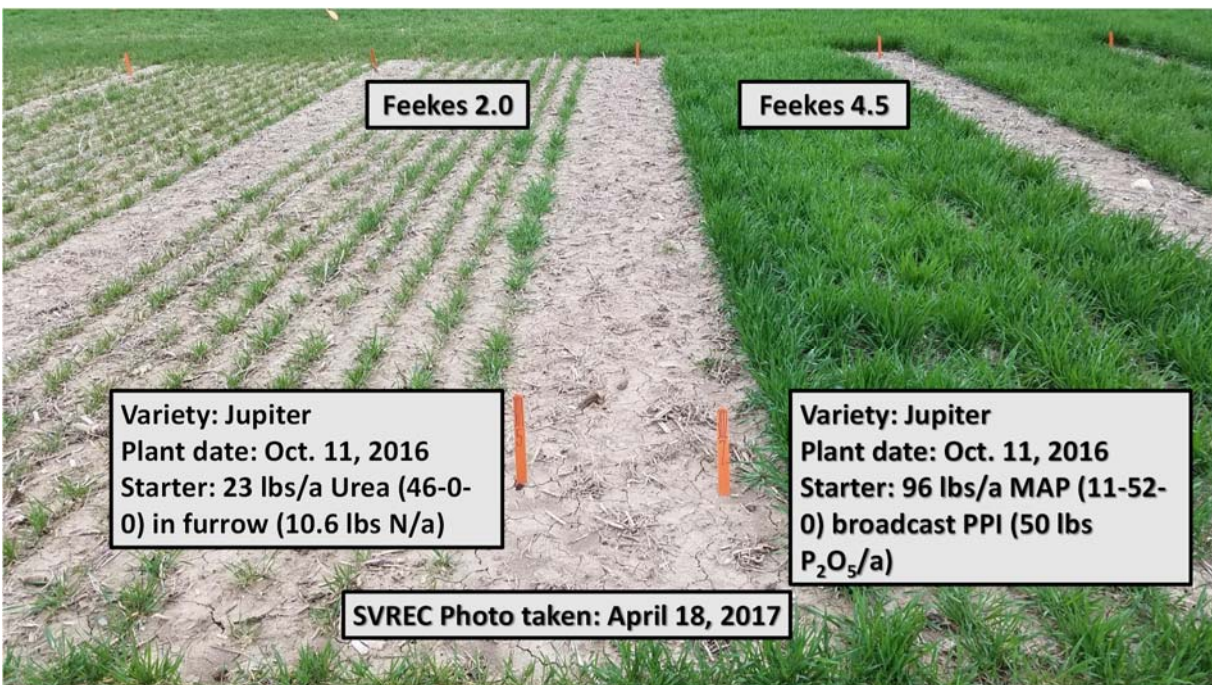 Feekes 2.0
Feekes 4.5
Variety: Jupiter
Plant date: Oct. 11, 2016
Starter: 23 lbs/a Urea (46-0-
0) in furrow (10.6 lbs N/a)
Variety: Jupiter
Plant date: Oct. 11, 2016
Starter: 96 lbs/a MAP (11-52-
0) broadcast PPI (50 lbs
P₂O₅/a)
SVREC Photo taken: April 18, 2017